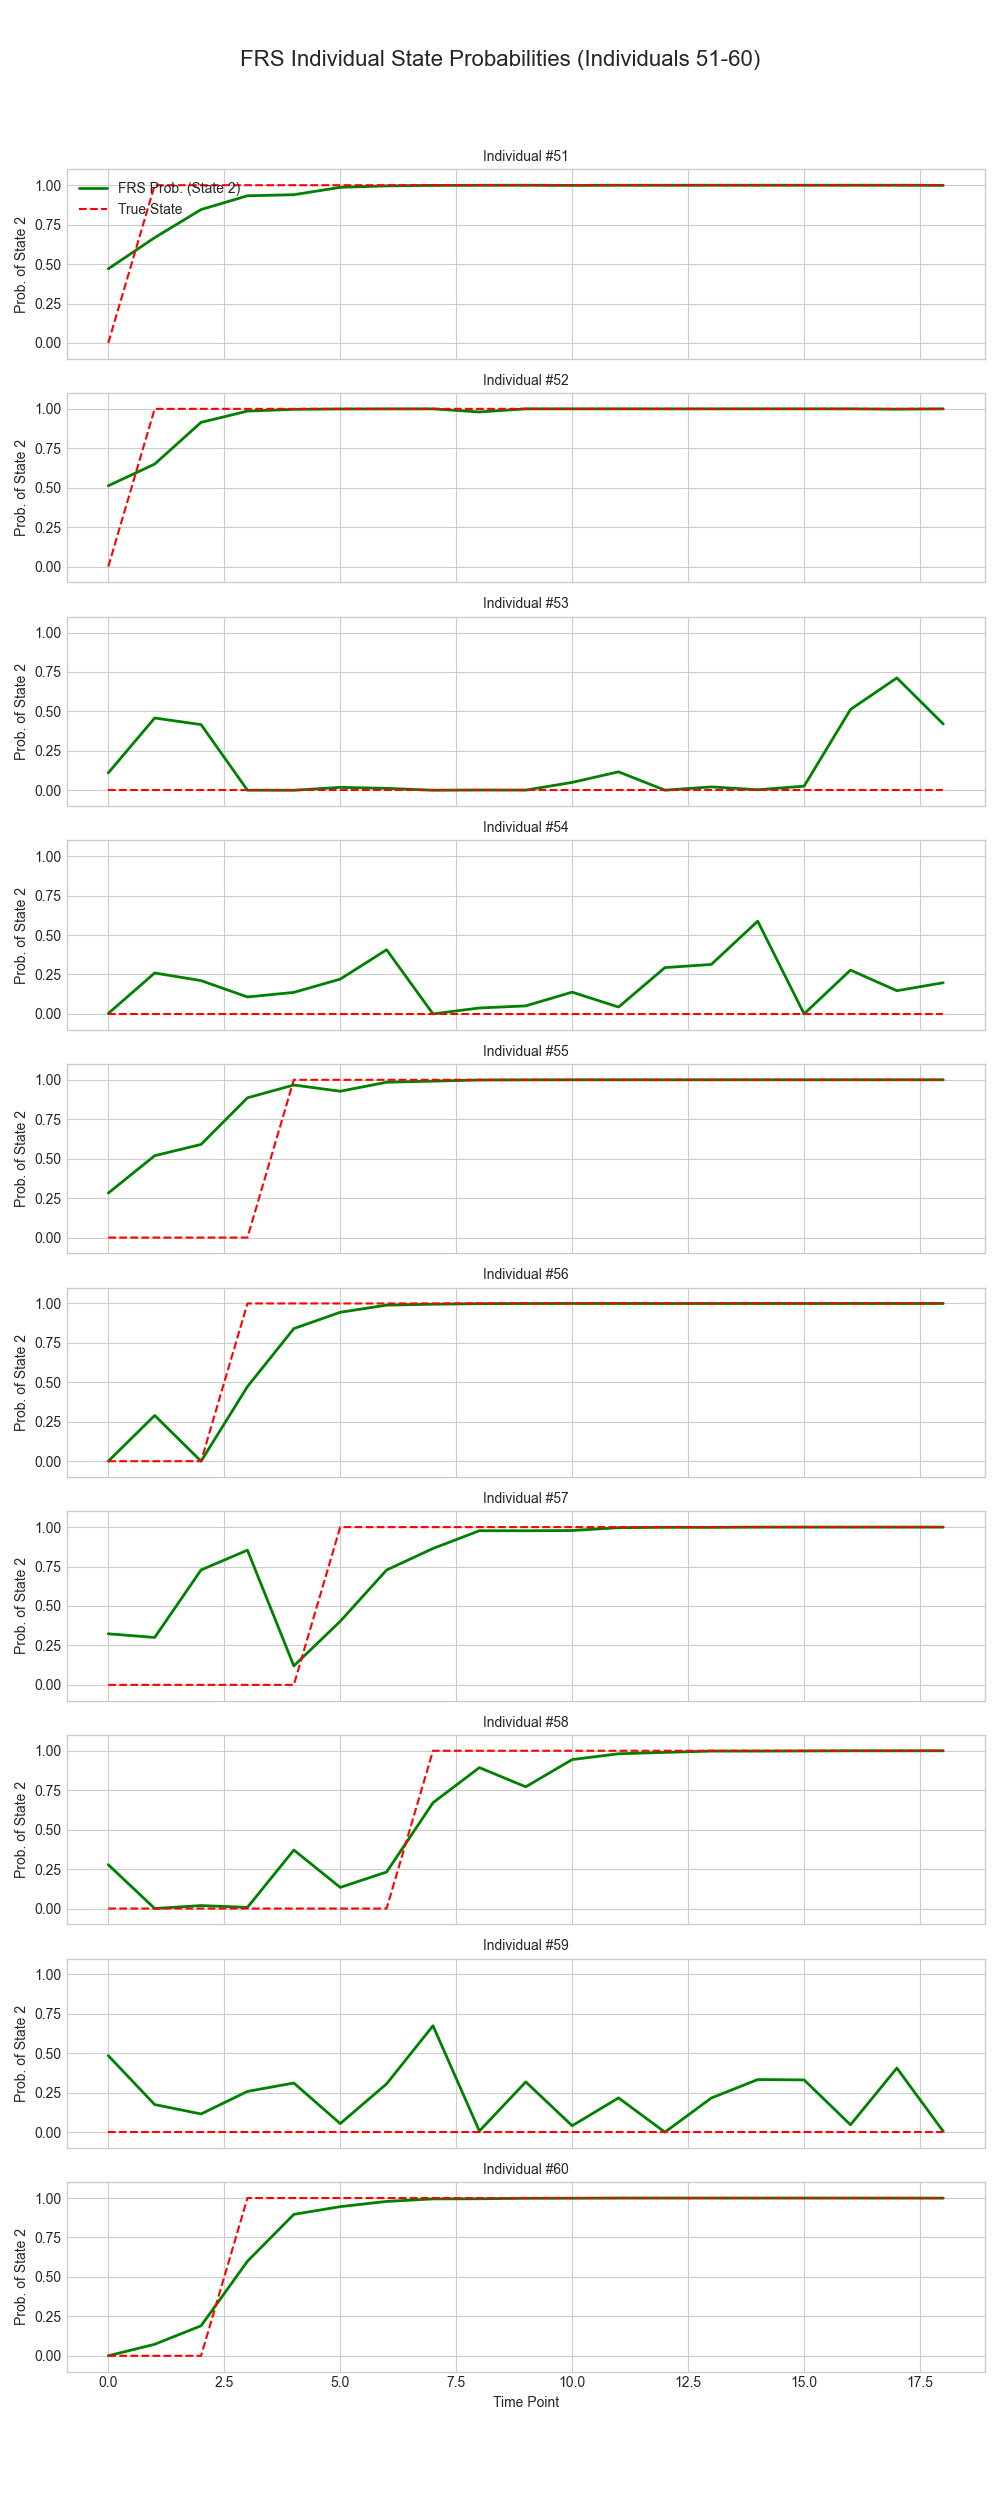 FRS Individual State Probabilities (Individuals 51-60)
Individual #51
1.00
0.75
0.50
0.25
0.00
Prob. of State 2
FRS Prob. (State 2)
True State
Individual #52
1.00
0.75
0.50
0.25
0.00
Prob. of State 2
Individual #53
1.00
0.75
0.50
0.25
0.00
Prob. of State 2
Individual #54
1.00
0.75
0.50
0.25
0.00
Prob. of State 2
Individual #55
1.00
0.75
0.50
0.25
0.00
Prob. of State 2
Individual #56
1.00
0.75
0.50
0.25
0.00
Prob. of State 2
Individual #57
1.00
0.75
0.50
0.25
0.00
Prob. of State 2
Individual #58
1.00
0.75
0.50
0.25
0.00
Prob. of State 2
Individual #59
1.00
0.75
0.50
0.25
0.00
Prob. of State 2
Individual #60
1.00
0.75
0.50
0.25
0.00
Prob. of State 2
0.0 2.5 5.0 7.5 10.0 12.5 15.0 17.5
Time Point